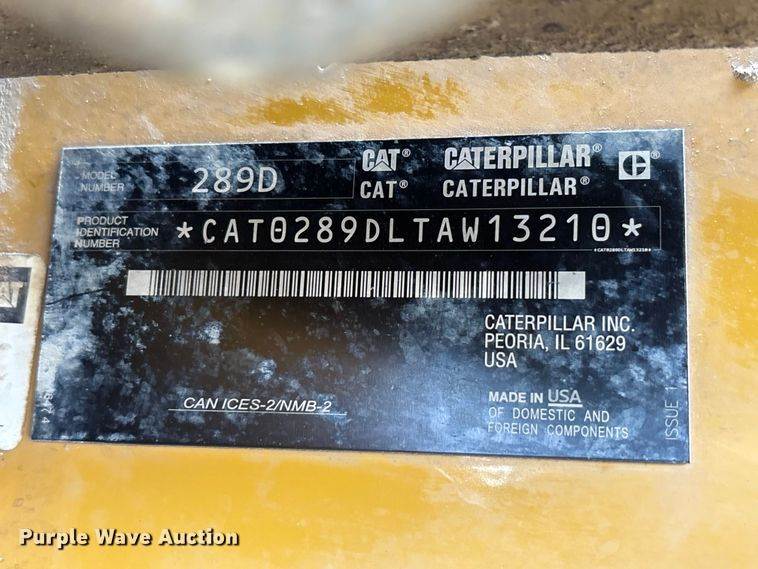 MODEL
NUMBER
289D
CAT® CATERPILLAR®
CAT® CATERPILLAR®
C
PRODUCT
IDENTIFICATION
NUMBER
*CAT0289DLTAW13210*
*CAT0289DLTAW13210*
CATERPILLAR INC.
PEORIA, IL 61629
USA
CAN ICES-2/NMB-2
MADE IN USA
OF DOMESTIC AND
FOREIGN COMPONENTS
ISSUE 1
Purple Wave Auction